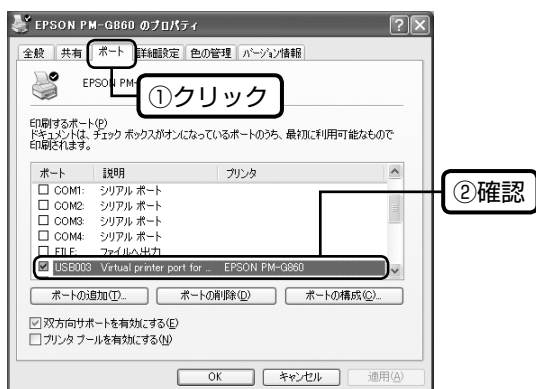 EPSON PM-G860 のプロパティ
全般 共有 ポート 詳細設定 色の管理 バージョン情報
EPSON PM-
①クリック
印刷するポート(P)
ドキュメントは、チェック ボックスがオンになっているポートのうち、最初に利用可能なもので
印刷されます。
ポート 説明 プリンタ
COM1: シリアル ポート
COM2: シリアル ポート
COM3: シリアル ポート
COM4: シリアル ポート
FILE: ファイルへ出力
USB003 Virtual printer port for ... EPSON PM-G860
②確認
ポートの追加(T)... ポートの削除(D) ポートの構成(C)...
双方向サポートを有効にする(E)
プリンタ プールを有効にする(N)
OK キャンセル 適用(A)